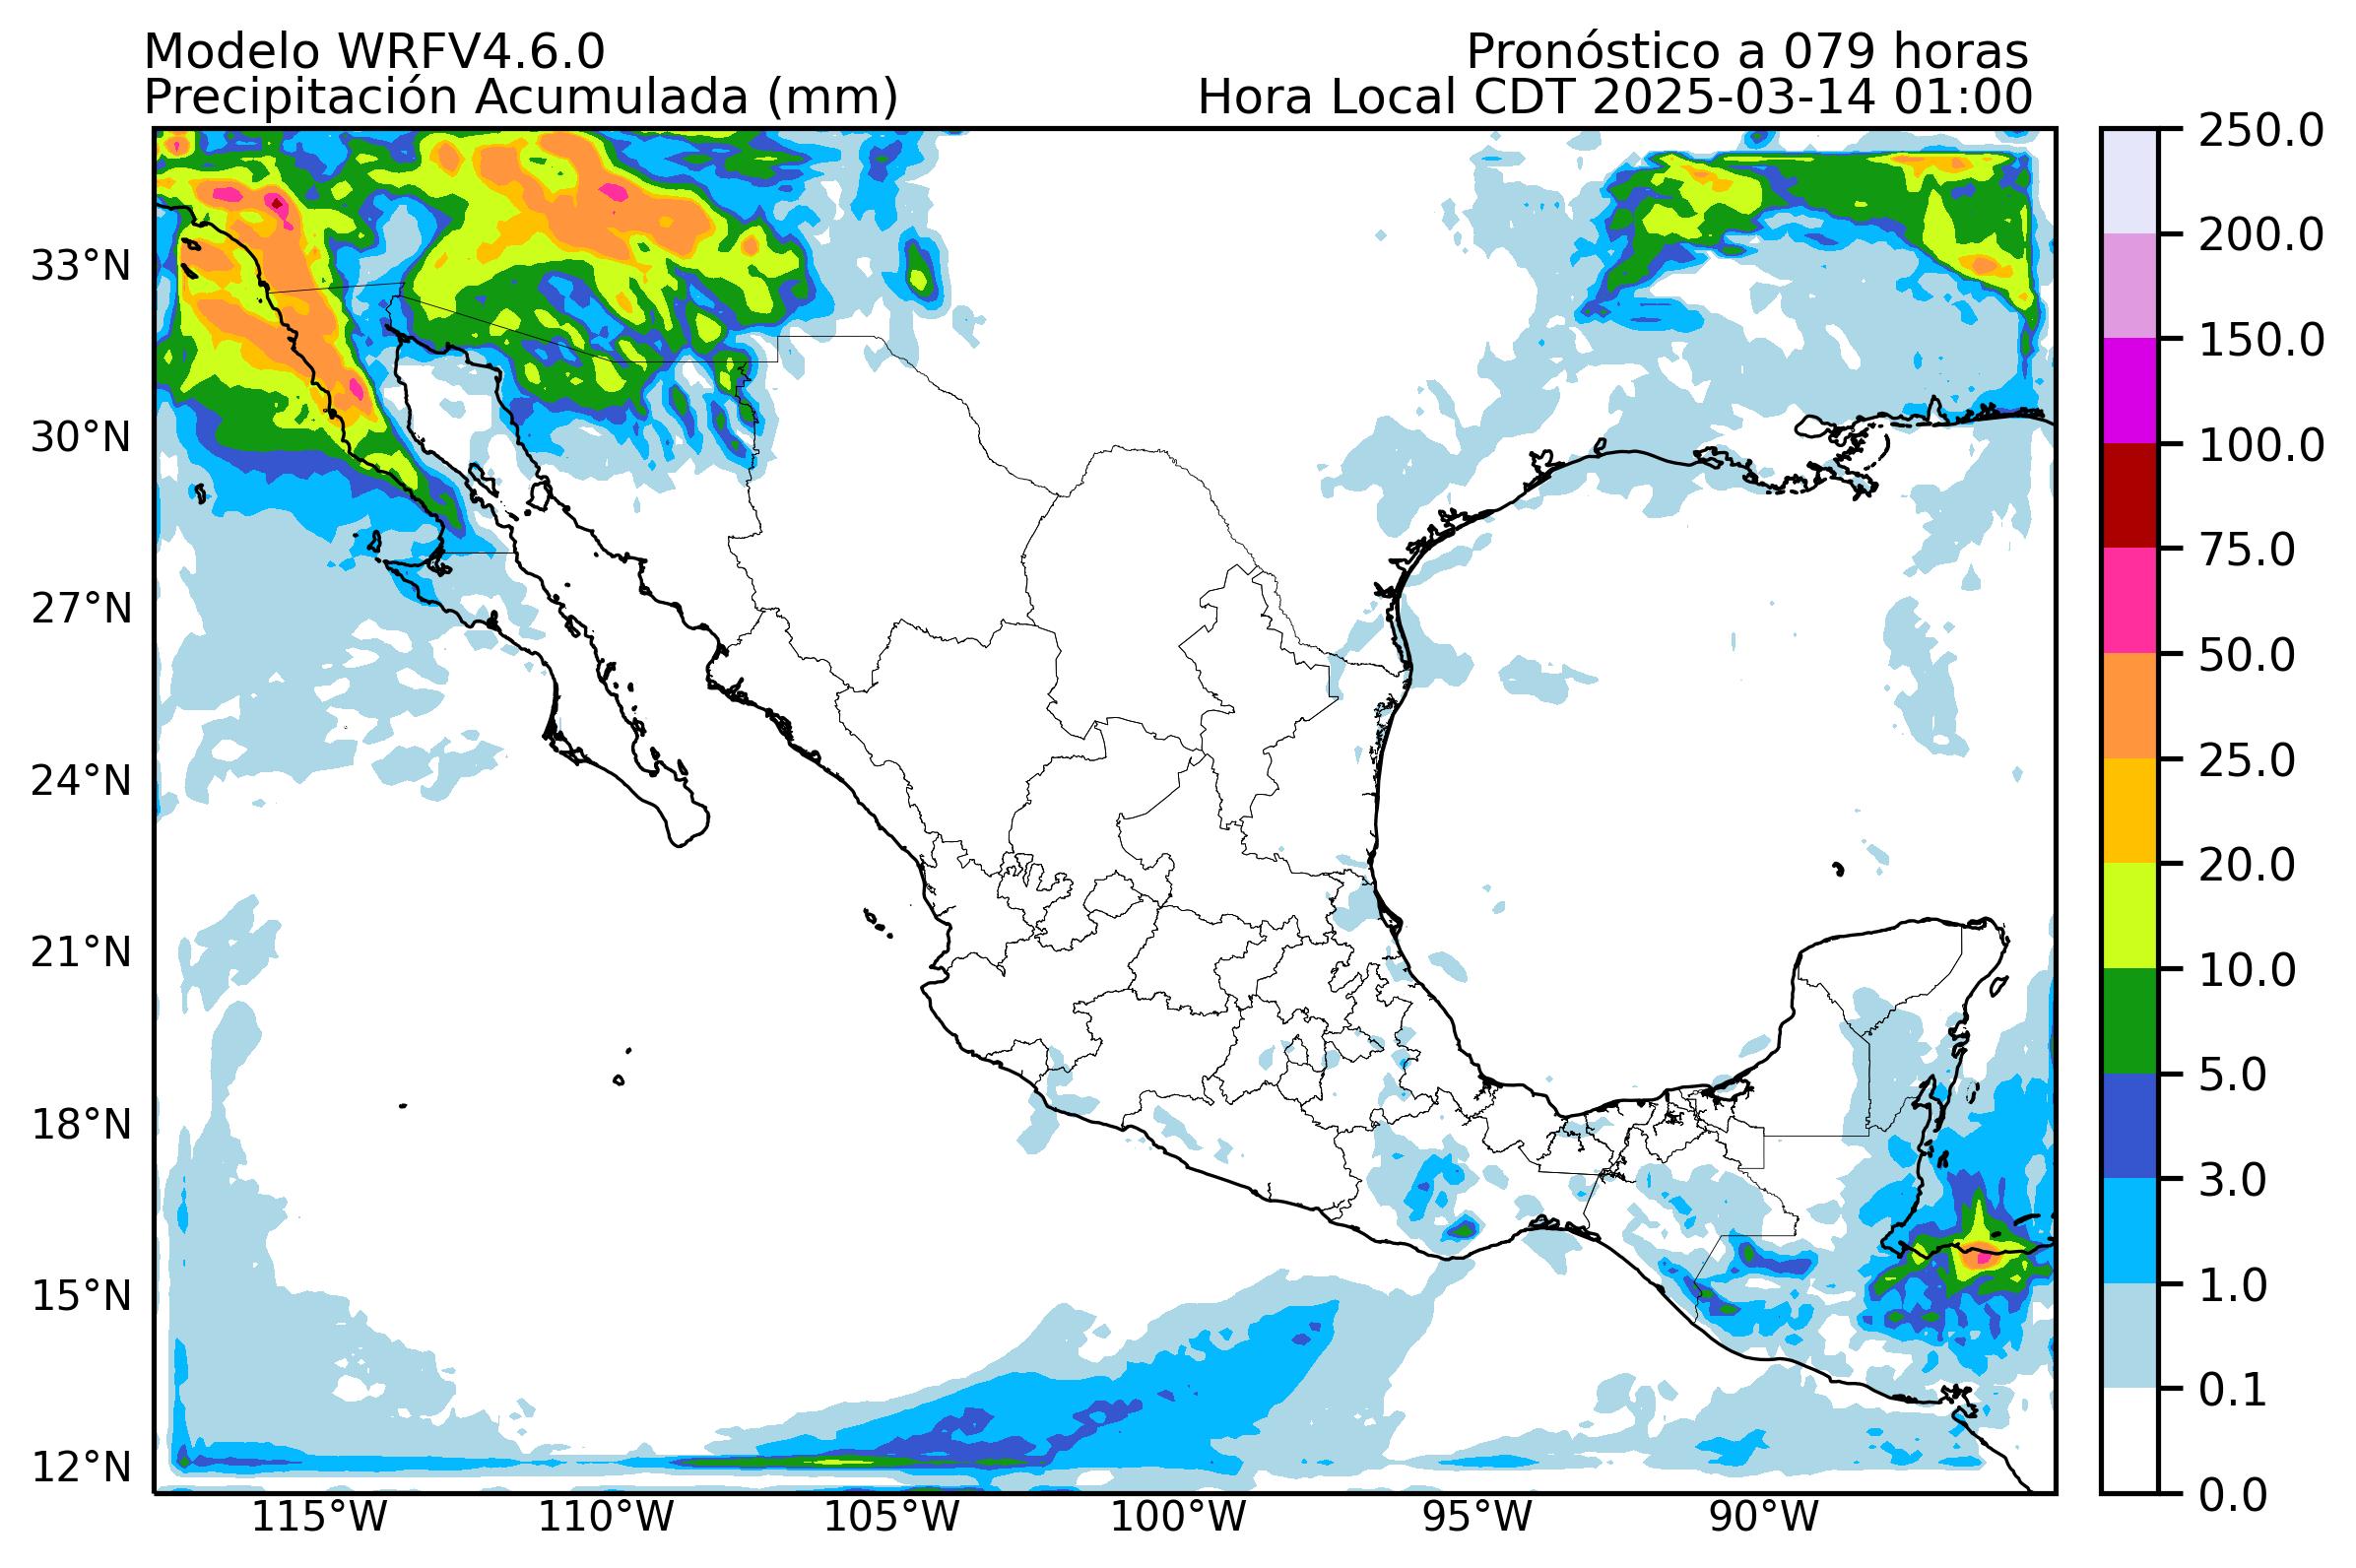 Modelo WRFV4.6.0
Pronóstico a 079 horas
Precipitación Acumulada (mm)
Hora Local CDT 2025-03-14 01:00
33°N
30°N
27°N
24°N
21°N
18°N
15°N
12°N
115°W
110°W
105°W
100°W
95°W
90°W
250.0
200.0
150.0
100.0
75.0
50.0
25.0
20.0
10.0
5.0
3.0
1.0
0.1
0.0